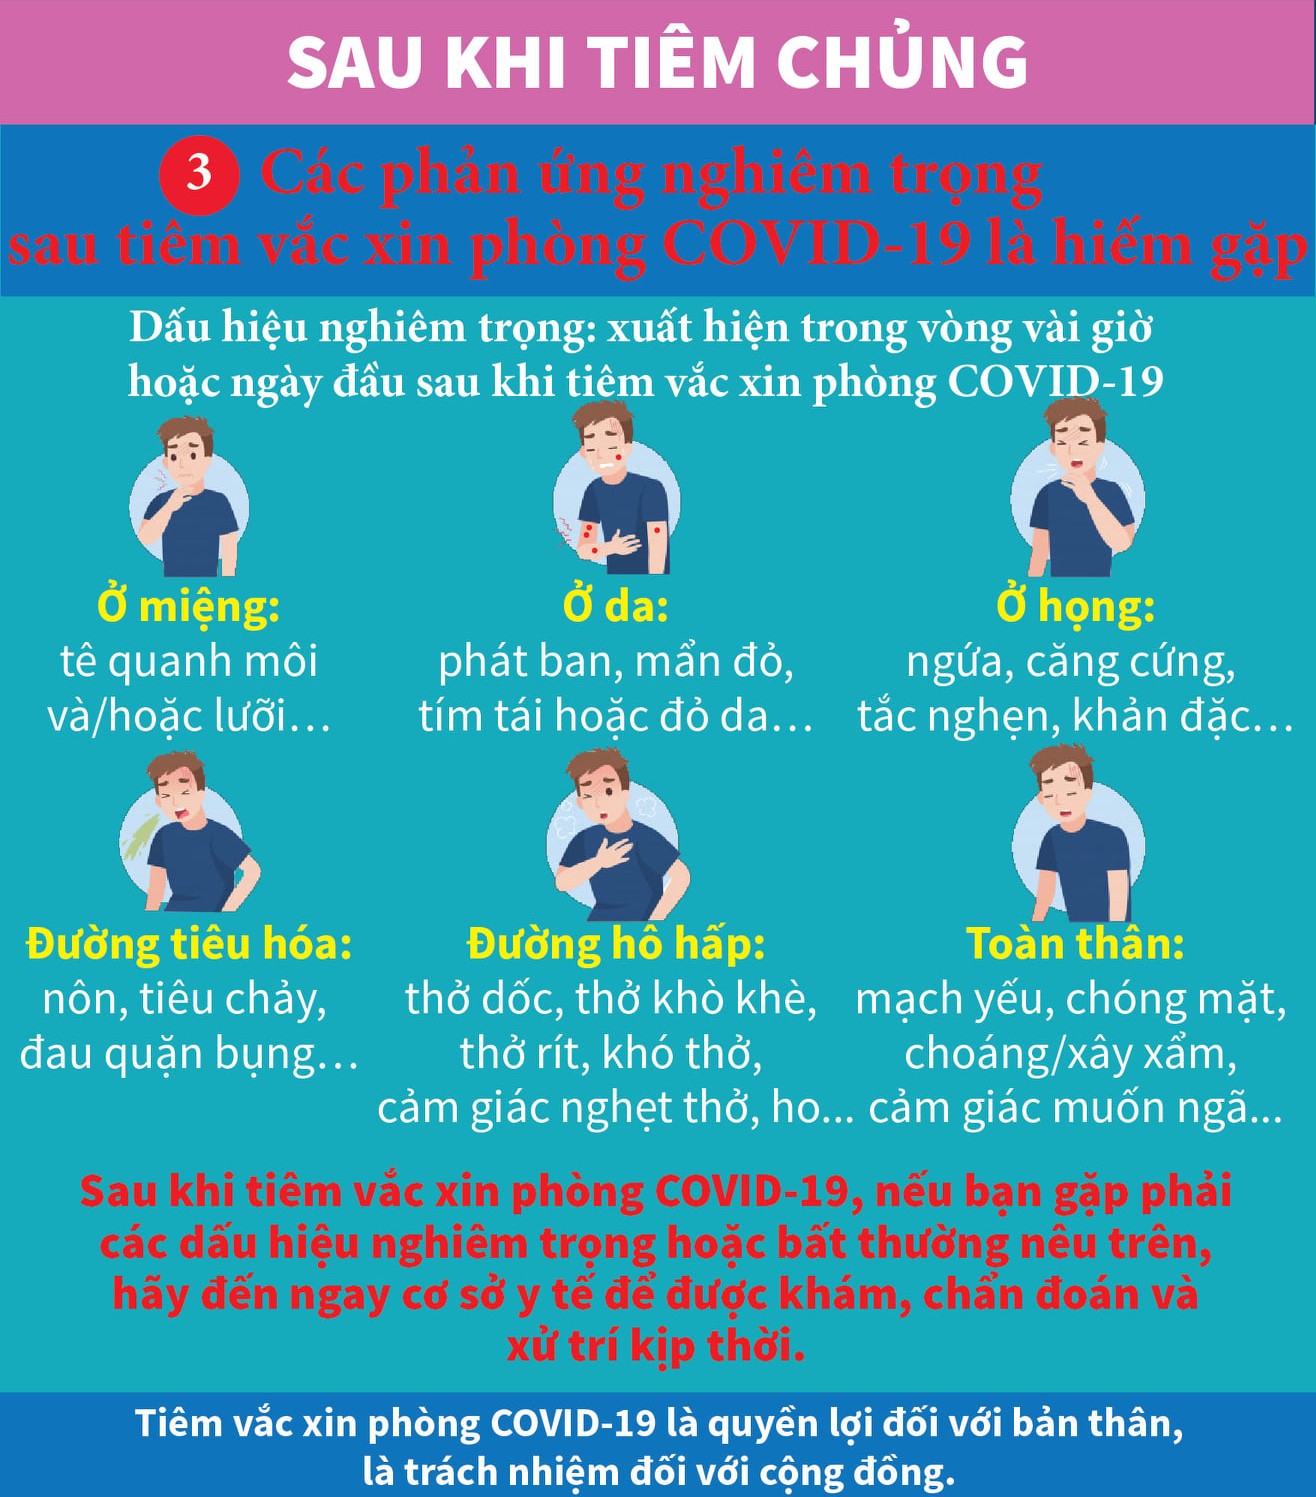 SAU KHI TIÊM CHỦNG
3 Các phản ứng nghiêm trọng
sau tiêm vắc xin phòng COVID-19 là hiếm gặp
Dấu hiệu nghiêm trọng: xuất hiện trong vòng vài giờ
hoặc ngày đầu sau khi tiêm vắc xin phòng COVID-19
Ở miệng:
tê quanh môi
và/hoặc lưỡi...
Ở da:
phát ban, mẩn đỏ,
tím tái hoặc đỏ da...
Ở họng:
ngứa, căng cứng,
tắc nghẹn, khản đặc...
Đường tiêu hóa:
nôn, tiêu chảy,
đau quặn bụng...
Đường hô hấp:
thở dốc, thở khò khè,
thở rít, khó thở,
cảm giác nghẹt thở, ho...
Toàn thân:
mạch yếu, chóng mặt,
choáng/xây xẩm,
cảm giác muốn ngã...
Sau khi tiêm vắc xin phòng COVID-19, nếu bạn gặp phải
các dấu hiệu nghiêm trọng hoặc bất thường nêu trên,
hãy đến ngay cơ sở y tế để được khám, chẩn đoán và
xử trí kịp thời.
Tiêm vắc xin phòng COVID-19 là quyền lợi đối với bản thân,
là trách nhiệm đối với cộng đồng.